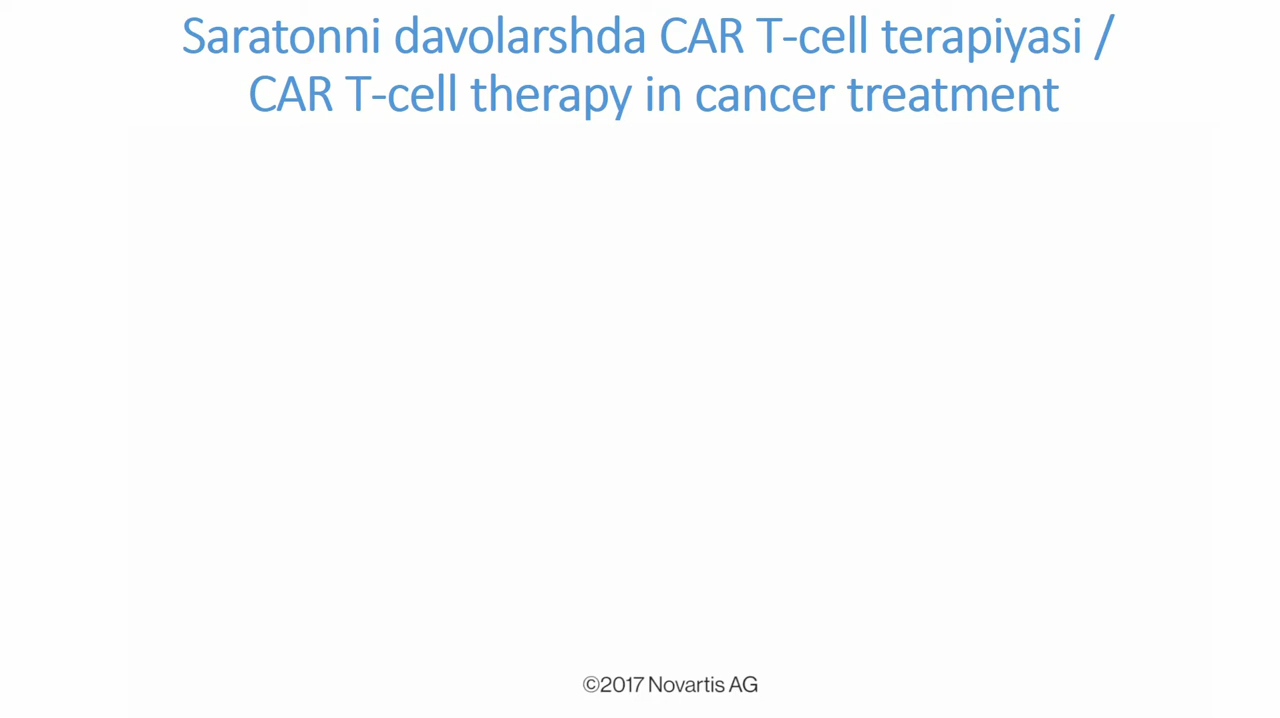 Saratonni davolarshda CAR T-cell terapiyasi /
CAR T-cell therapy in cancer treatment
©2017 Novartis AG